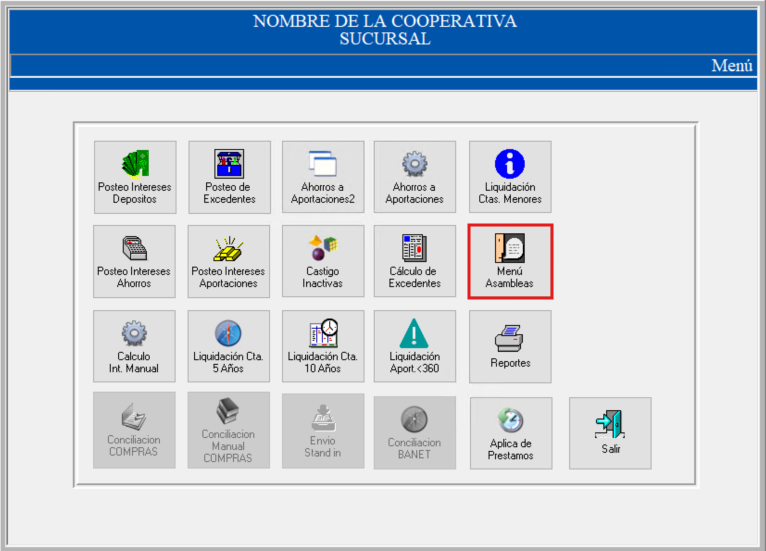 NOMBRE DE LA COOPERATIVA
SUCURSAL
Menú
Posteo Intereses
Depositos
Posteo de
Excedentes
Ahorros a
Aportaciones2
Ahorros a
Aportaciones
Liquidación
Ctas. Menores
Posteo Intereses
Ahorros
Posteo Intereses
Aportaciones
Castigo
Inactivas
Cálculo de
Excedentes
Menú
Asambleas
Calculo
Int. Manual
Liquidación Cta.
5 Años
Liquidación Cta.
10 Años
Liquidación
Aport.<360
Reportes
Conciliacion
COMPRAS
Conciliacion
Manual
COMPRAS
Envio
Stand in
Conciliacion
BANET
Aplica de
Prestamos
Salir